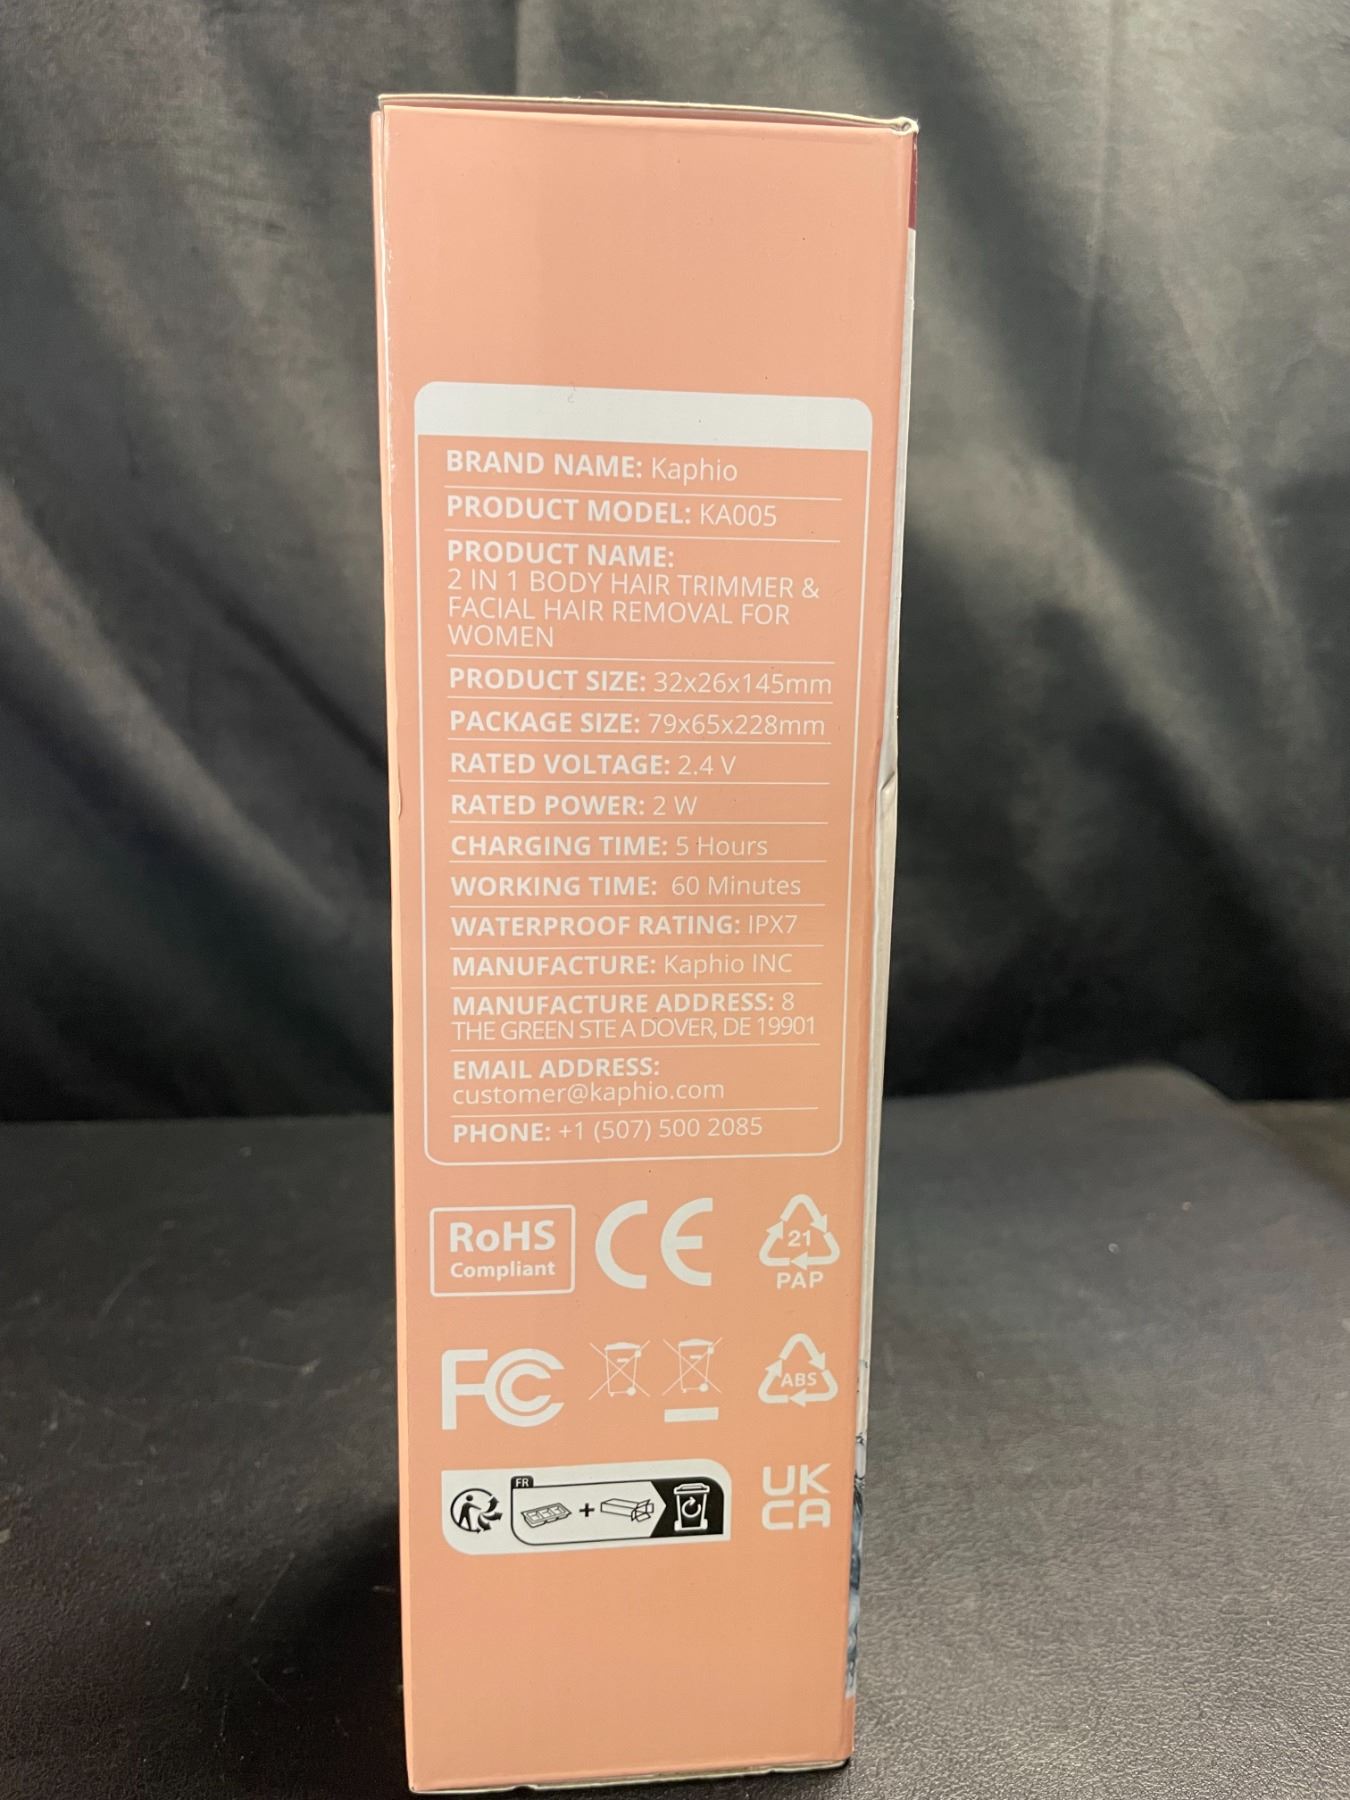 BRAND NAME: Kaphio
PRODUCT MODEL: KA005
PRODUCT NAME:
2 IN 1 BODY HAIR TRIMMER &
FACIAL HAIR REMOVAL FOR
WOMEN
PRODUCT SIZE: 32x26x145mm
PACKAGE SIZE: 79x65x228mm
RATED VOLTAGE: 2.4 V
RATED POWER: 2 W
CHARGING TIME: 5 Hours
WORKING TIME: 60 Minutes
WATERPROOF RATING: IPX7
MANUFACTURE: Kaphio INC
MANUFACTURE ADDRESS: 8
THE GREEN STE A DOVER, DE 19901
EMAIL ADDRESS:
customer@kaphio.com
PHONE: +1 (507) 500 2085
RoHS
Compliant
CE
21
PAP
FC
ABS
FR
+
UK
CA